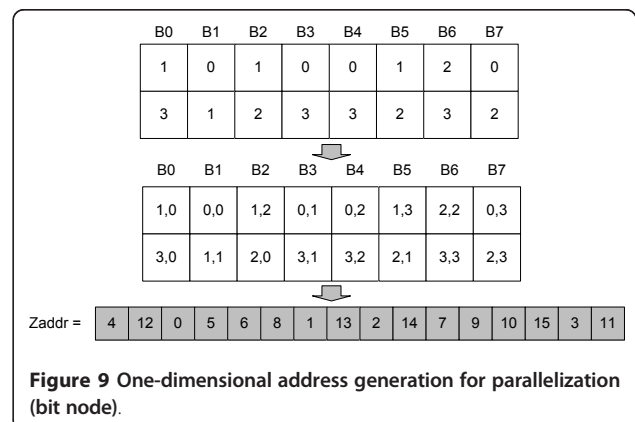 B0 B1 B2 B3 B4 B5 B6 B7
1 0 1 0 0 1 2 0
3 1 2 3 3 2 3 2
B0 B1 B2 B3 B4 B5 B6 B7
1,0 0,0 1,2 0,1 0,2 1,3 2,2 0,3
3,0 1,1 2,0 3,1 3,2 2,1 3,3 2,3
Zaddr = 4 12 0 5 6 8 1 13 2 14 7 9 10 15 3 11
Figure 9 One-dimensional address generation for parallelization
(bit node).